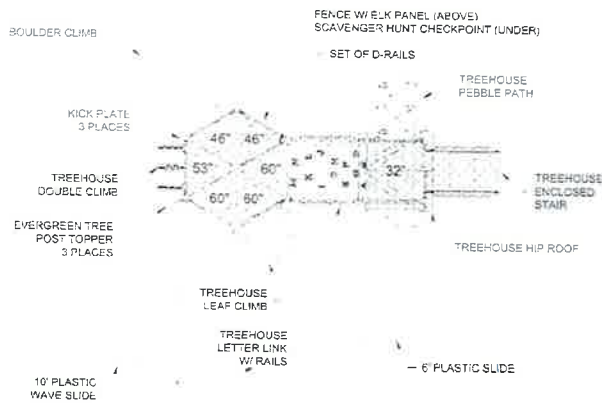 FENCE W/ ELK PANEL (ABOVE)
SCAVENGER HUNT CHECKPOINT (UNDER)
BOULDER CLIMB
SET OF D-RAILS
TREEHOUSE
PEBBLE PATH
KICK PLATE
3 PLACES
46" 46"
TREEHOUSE
DOUBLE CLIMB
53" 60" 32"
TREEHOUSE
ENCLOSED
STAIR
60" 60"
EVERGREEN TREE
POST TOPPER
3 PLACES
TREEHOUSE HIP ROOF
TREEHOUSE
LEAF CLIMB
TREEHOUSE
LETTER LINK
W/ RAILS
6' PLASTIC SLIDE
10' PLASTIC
WAVE SLIDE